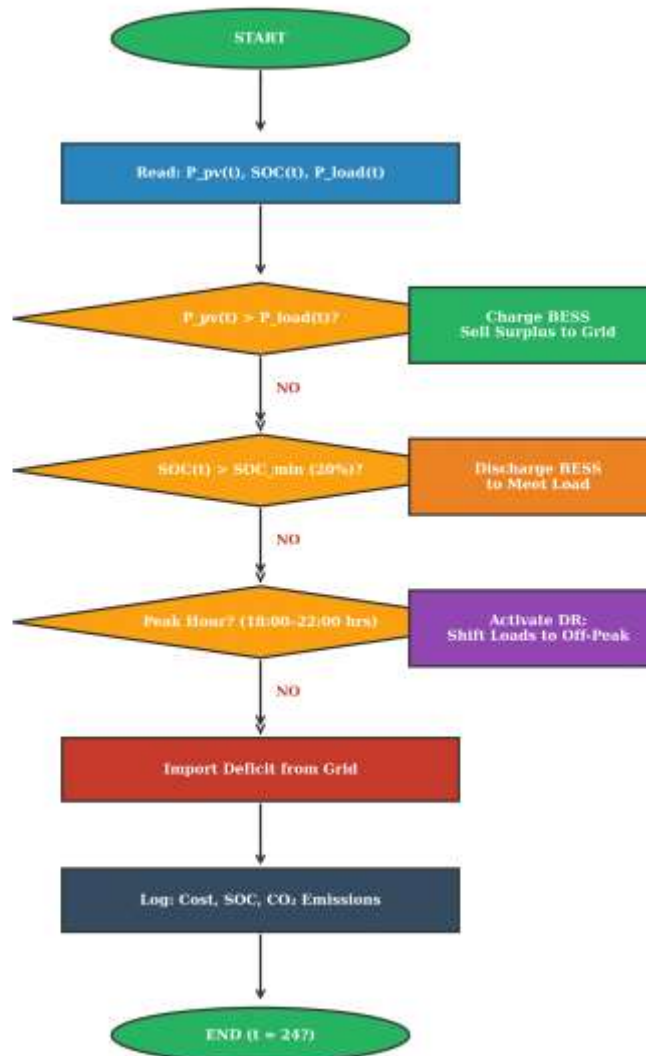 START
Read: P_pv(t), SOC(t), P_load(t)
P_pv(t) > P_load(t)?
Charge BESS
Sell Surplus to Grid
NO
SOC(t) > SOC_min (20%)?
Discharge BESS
to Meet Load
NO
Peak Hour? (18:00–22:00 hrs)
Activate DR:
Shift Loads to Off-Peak
NO
Import Deficit from Grid
Log: Cost, SOC, CO₂ Emissions
END (t = 24?)